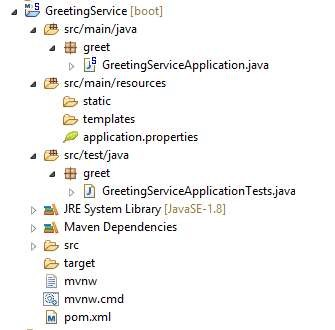 GreetingService [boot]
src/main/java
greet
GreetingServiceApplication.java
src/main/resources
static
templates
application.properties
src/test/java
greet
GreetingServiceApplicationTests.java
JRE System Library [JavaSE-1.8]
Maven Dependencies
src
target
mvnw
mvnw.cmd
pom.xml